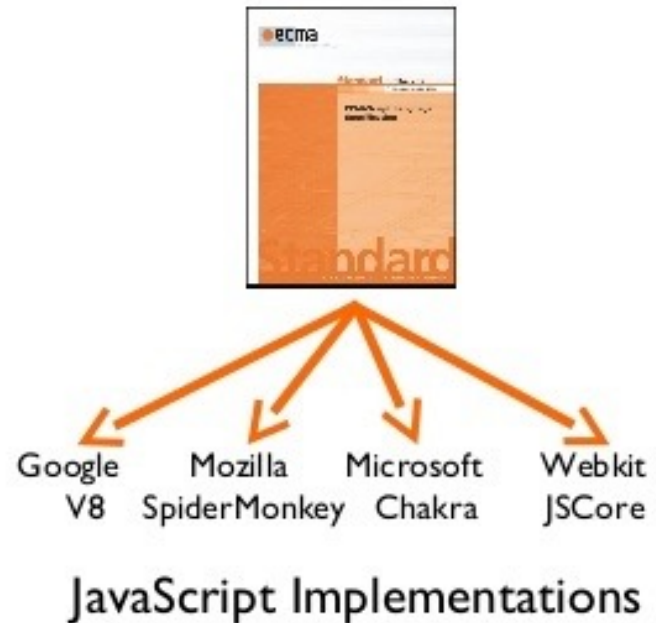 ecma
Standard
Google
V8
Mozilla
SpiderMonkey
Microsoft
Chakra
Webkit
JSCore
JavaScript Implementations